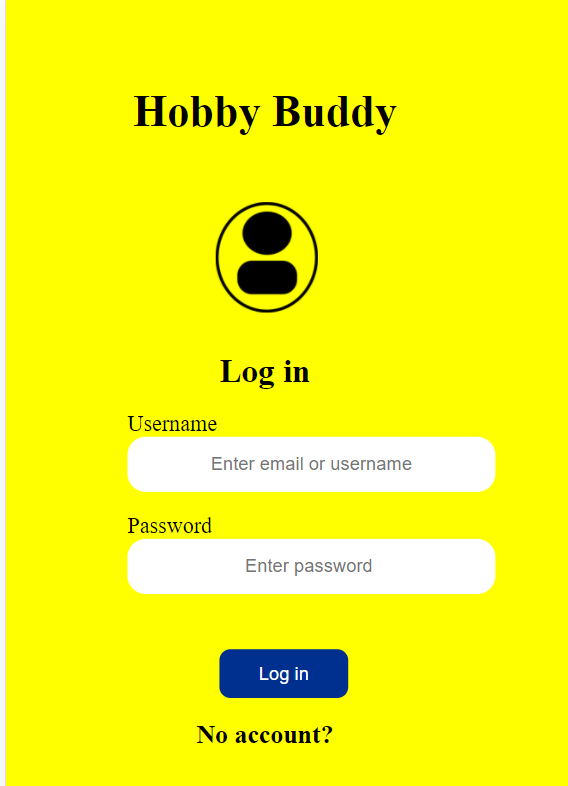 Hobby Buddy
Log in
Username
Enter email or username
Password
Enter password
Log in
No account?